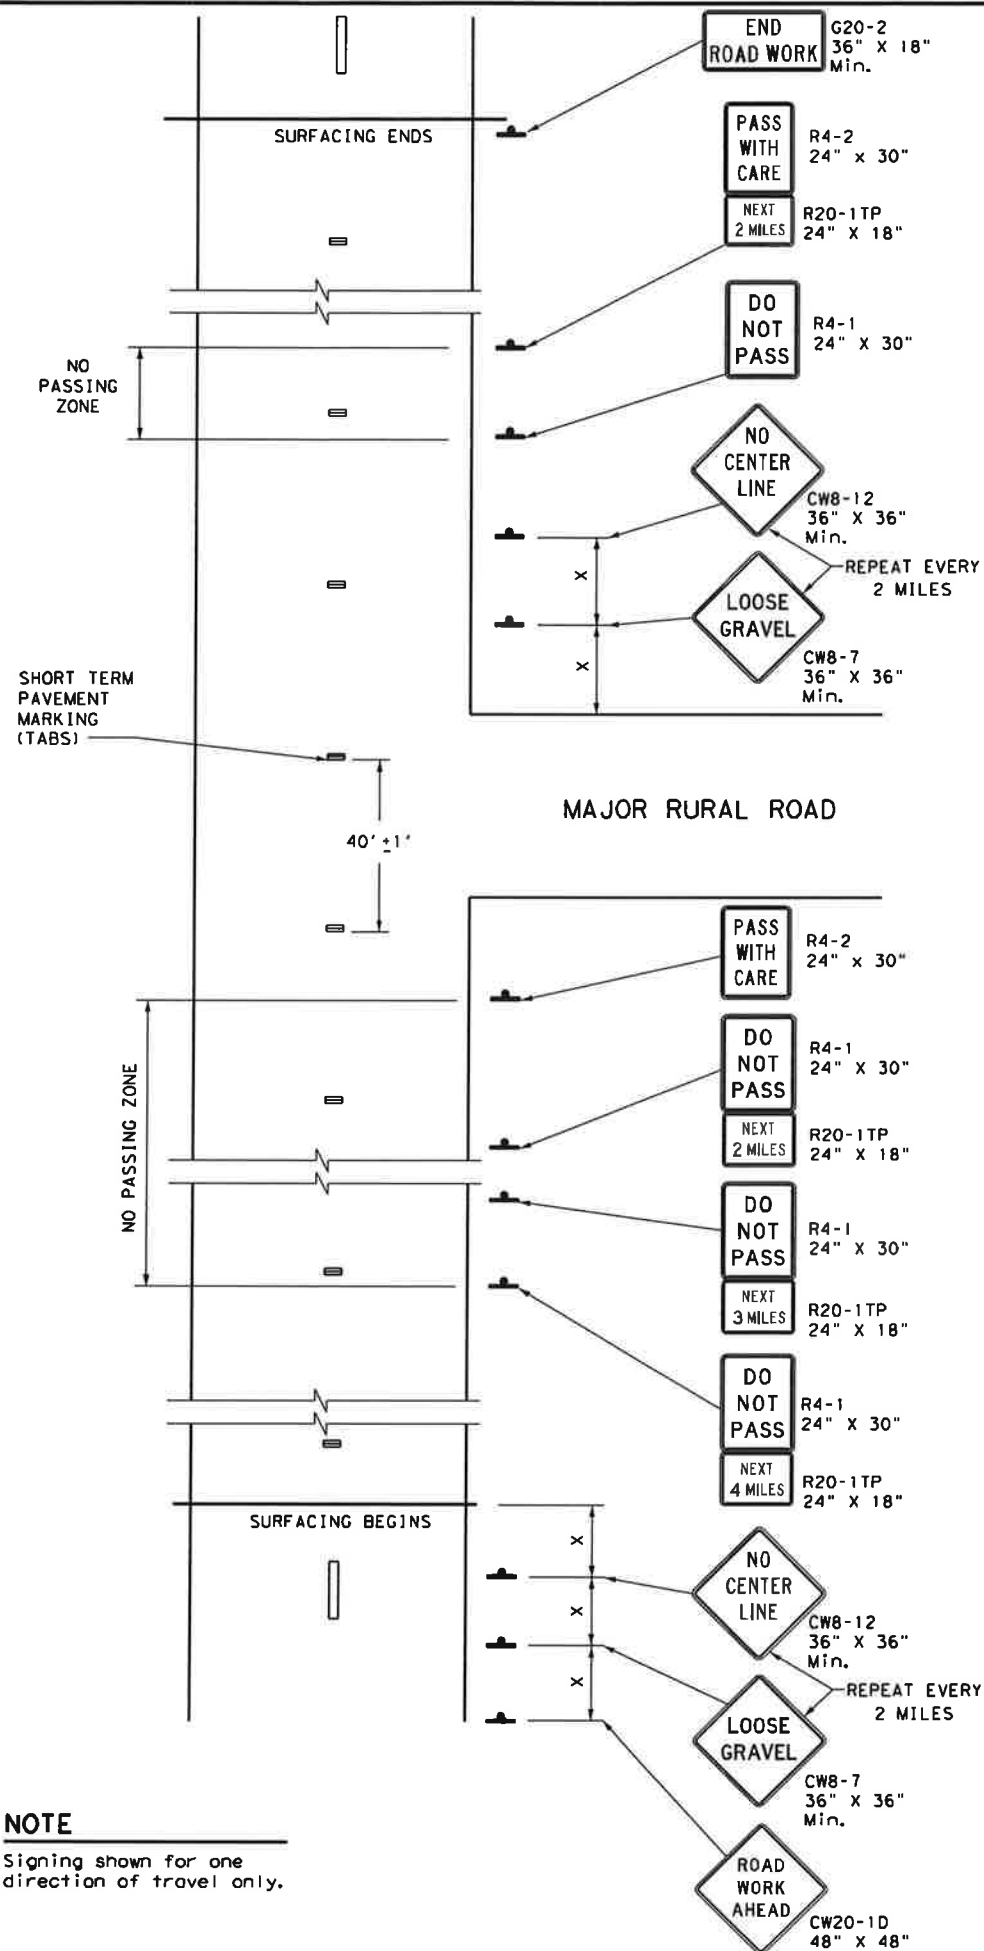 END
ROAD WORK
G20-2
36" X 18"
Min.
SURFACING ENDS
PASS
WITH
CARE
R4-2
24" x 30"
NEXT
2 MILES
R20-1TP
24" X 18"
DO
NOT
PASS
R4-1
24" X 30"
NO
PASSING
ZONE
NO
CENTER
LINE
CW8-12
36" X 36"
Min.
REPEAT EVERY
2 MILES
X
LOOSE
GRAVEL
CW8-7
36" X 36"
Min.
X
SHORT TERM
PAVEMENT
MARKING
(TABS)
MAJOR RURAL ROAD
40'±1'
PASS
WITH
CARE
R4-2
24" x 30"
DO
NOT
PASS
R4-1
24" X 30"
NEXT
2 MILES
R20-1TP
24" X 18"
NO PASSING ZONE
DO
NOT
PASS
R4-1
24" X 30"
NEXT
3 MILES
R20-1TP
24" X 18"
DO
NOT
PASS
R4-1
24" X 30"
NEXT
4 MILES
R20-1TP
24" X 18"
SURFACING BEGINS
X
NO
CENTER
LINE
CW8-12
36" X 36"
Min.
X
REPEAT EVERY
2 MILES
X
LOOSE
GRAVEL
CW8-7
36" X 36"
Min.
NOTE
Signing shown for one
direction of travel only.
ROAD
WORK
AHEAD
CW20-1D
48" X 48"